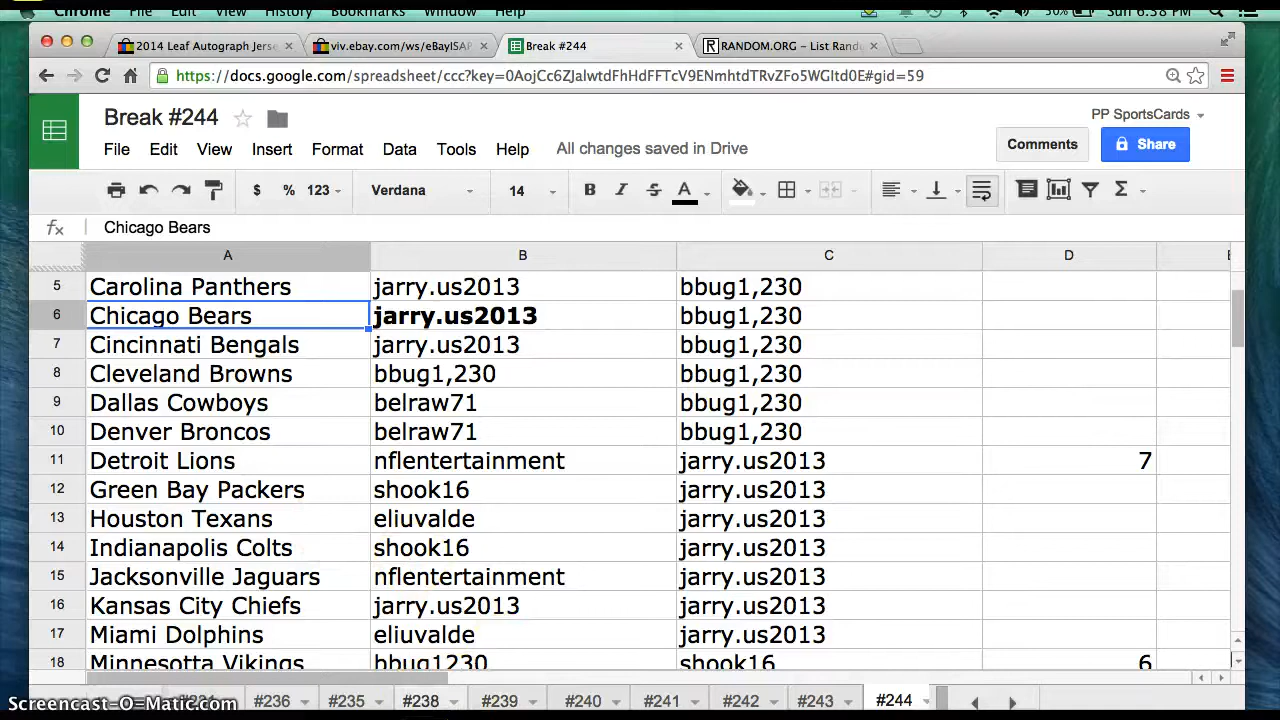 Chrome File Edit View History Bookmarks Window Help 50% Sun 6:38 PM
2014 Leaf Autograph Jers viv.ebay.com/ws/eBayISAP Break #244 RANDOM.ORG - List Rand
https://docs.google.com/spreadsheet/ccc?key=0AojCc6ZJalwtdFhHdFFTcV9ENmhtdTRvZFo5WGltd0E#gid=59
Break #244
PP SportsCards
File Edit View Insert Format Data Tools Help All changes saved in Drive
Comments Share
$ % 123 Verdana 14 B I S A Σ
fx Chicago Bears
A B C D E
5 Carolina Panthers jarry.us2013 bbug1,230
6 Chicago Bears jarry.us2013 bbug1,230
7 Cincinnati Bengals jarry.us2013 bbug1,230
8 Cleveland Browns bbug1,230 bbug1,230
9 Dallas Cowboys belraw71 bbug1,230
10 Denver Broncos belraw71 bbug1,230
11 Detroit Lions nflentertainment jarry.us2013 7
12 Green Bay Packers shook16 jarry.us2013
13 Houston Texans eliuvalde jarry.us2013
14 Indianapolis Colts shook16 jarry.us2013
15 Jacksonville Jaguars nflentertainment jarry.us2013
16 Kansas City Chiefs jarry.us2013 jarry.us2013
17 Miami Dolphins eliuvalde jarry.us2013
18 Minnesotta Vikings bbug1230 shook16 6
#236 #235 #238 #239 #240 #241 #242 #243 #244
Screencast-O-Matic.com